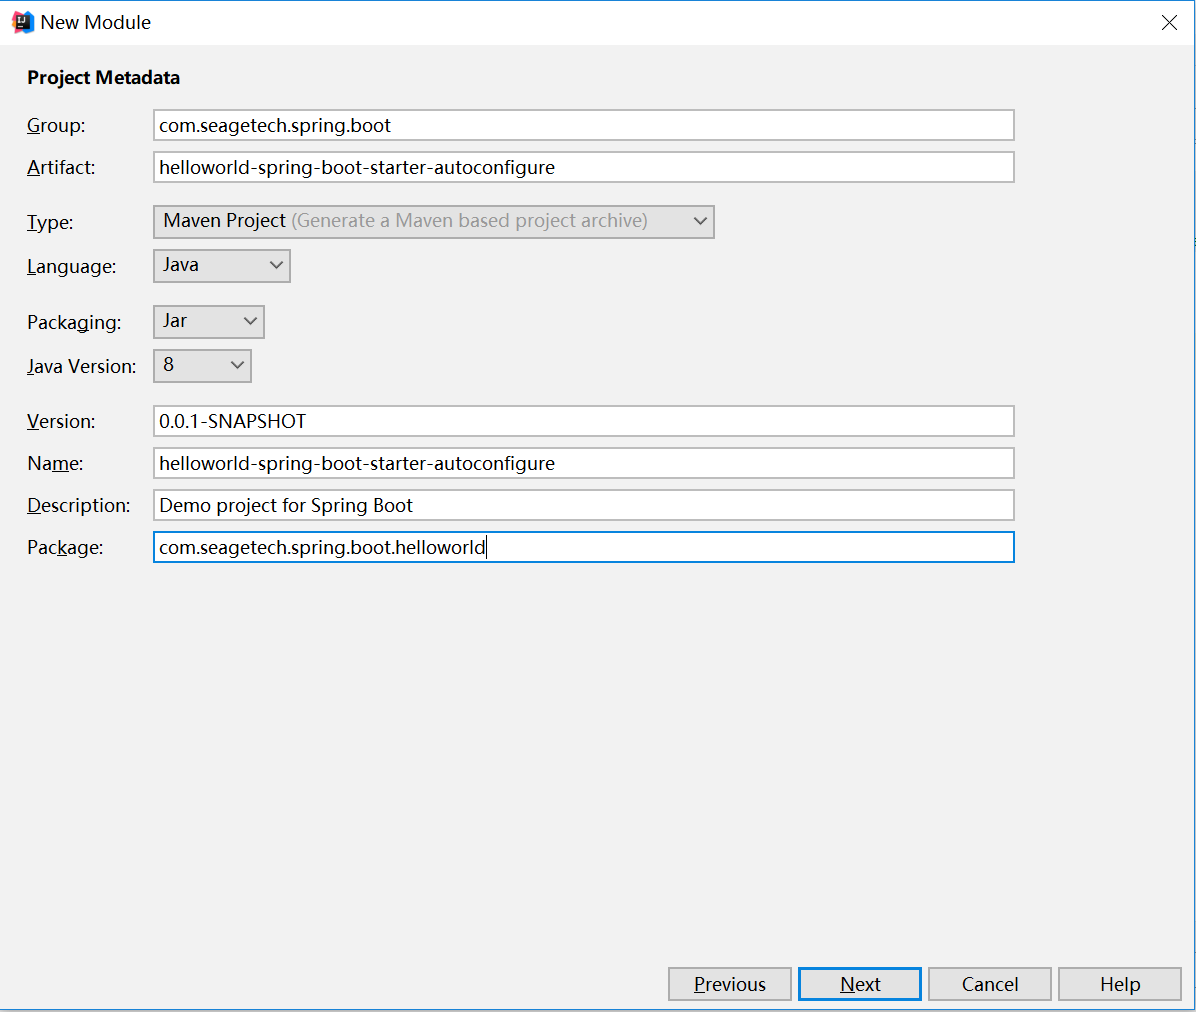 New Module
Project Metadata
Group: com.seagetech.spring.boot
Artifact: helloworld-spring-boot-starter-autoconfigure
Type: Maven Project (Generate a Maven based project archive)
Language: Java
Packaging: Jar
Java Version: 8
Version: 0.0.1-SNAPSHOT
Name: helloworld-spring-boot-starter-autoconfigure
Description: Demo project for Spring Boot
Package: com.seagetech.spring.boot.helloworld
Previous Next Cancel Help